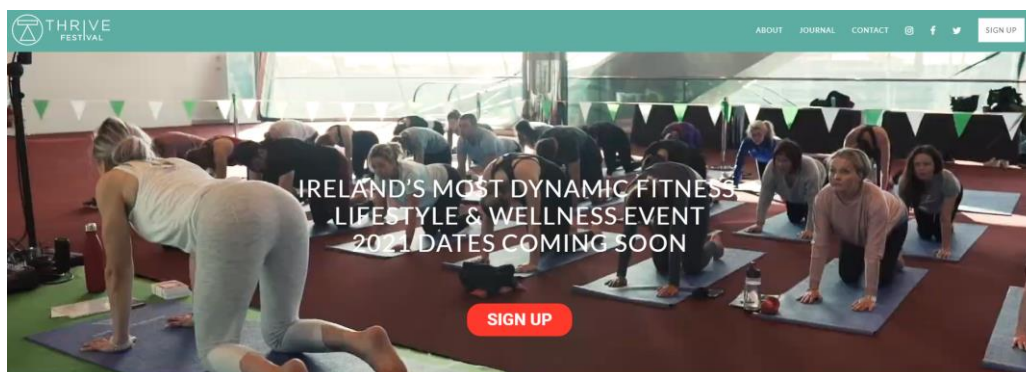 THRIVE
FESTIVAL
ABOUT JOURNAL CONTACT SIGN UP
IRELAND'S MOST DYNAMIC FITNESS
LIFESTYLE & WELLNESS EVENT
2021 DATES COMING SOON
SIGN UP